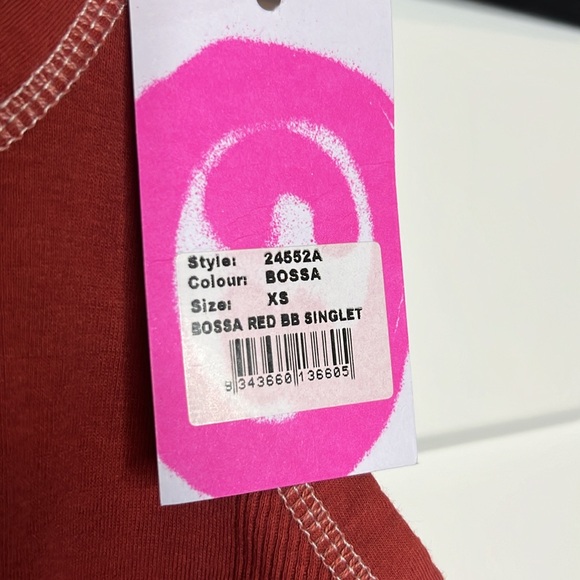 Style: 24552A
Colour: BOSSA
Size: XS
BOSSA RED BB SINGLET
9 343660 136605